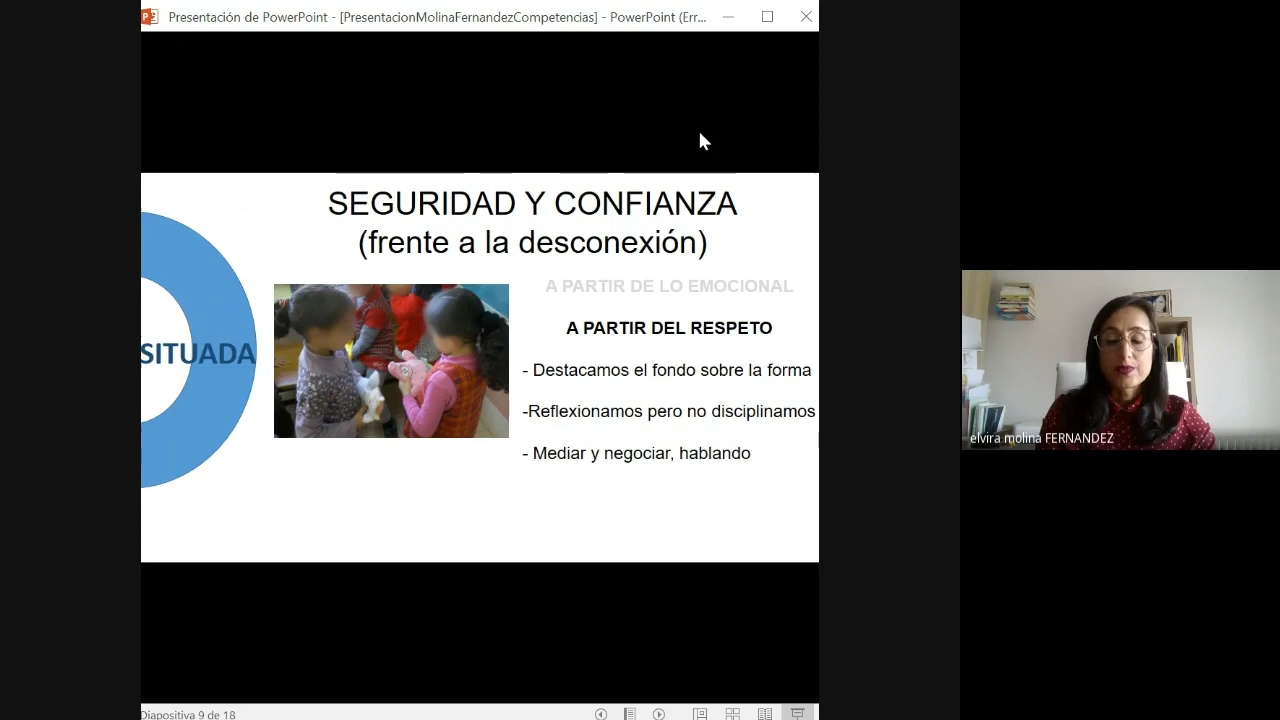 Presentación de PowerPoint - [PresentacionMolinaFernandezCompetencias] - PowerPoint (Err...
SEGURIDAD Y CONFIANZA
(frente a la desconexión)
A PARTIR DE LO EMOCIONAL
A PARTIR DEL RESPETO
SITUADA
- Destacamos el fondo sobre la forma
-Reflexionamos pero no disciplinamos
- Mediar y negociar, hablando
elvira molina FERNANDEZ
Diapositiva 9 de 18